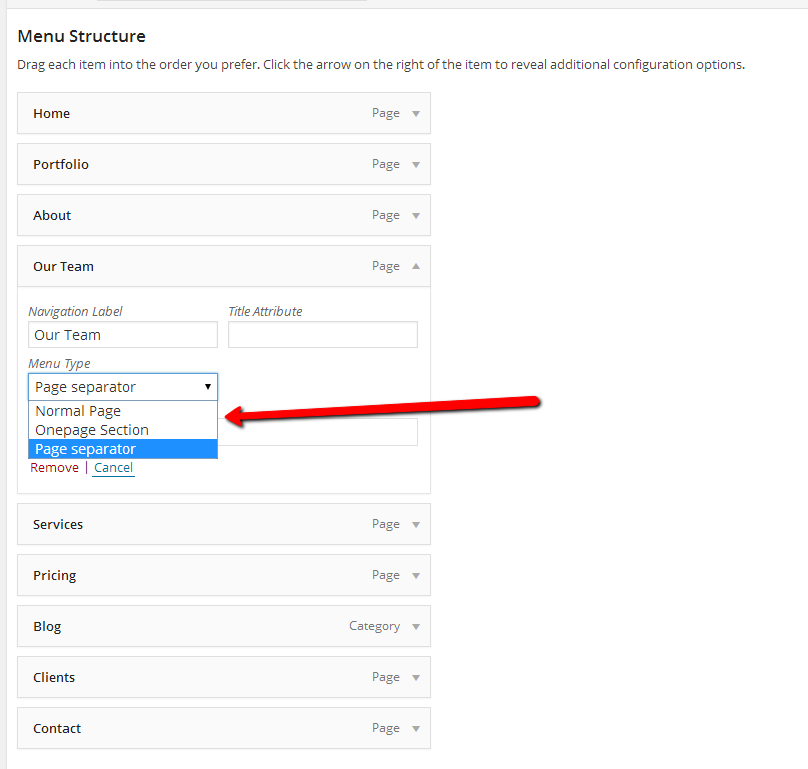 Menu Structure
Drag each item into the order you prefer. Click the arrow on the right of the item to reveal additional configuration options.
Home Page
Portfolio Page
About Page
Our Team Page
Navigation Label Title Attribute
Our Team
Menu Type
Page separator
Normal Page
Onepage Section
Page separator
Remove | Cancel
Services Page
Pricing Page
Blog Category
Clients Page
Contact Page